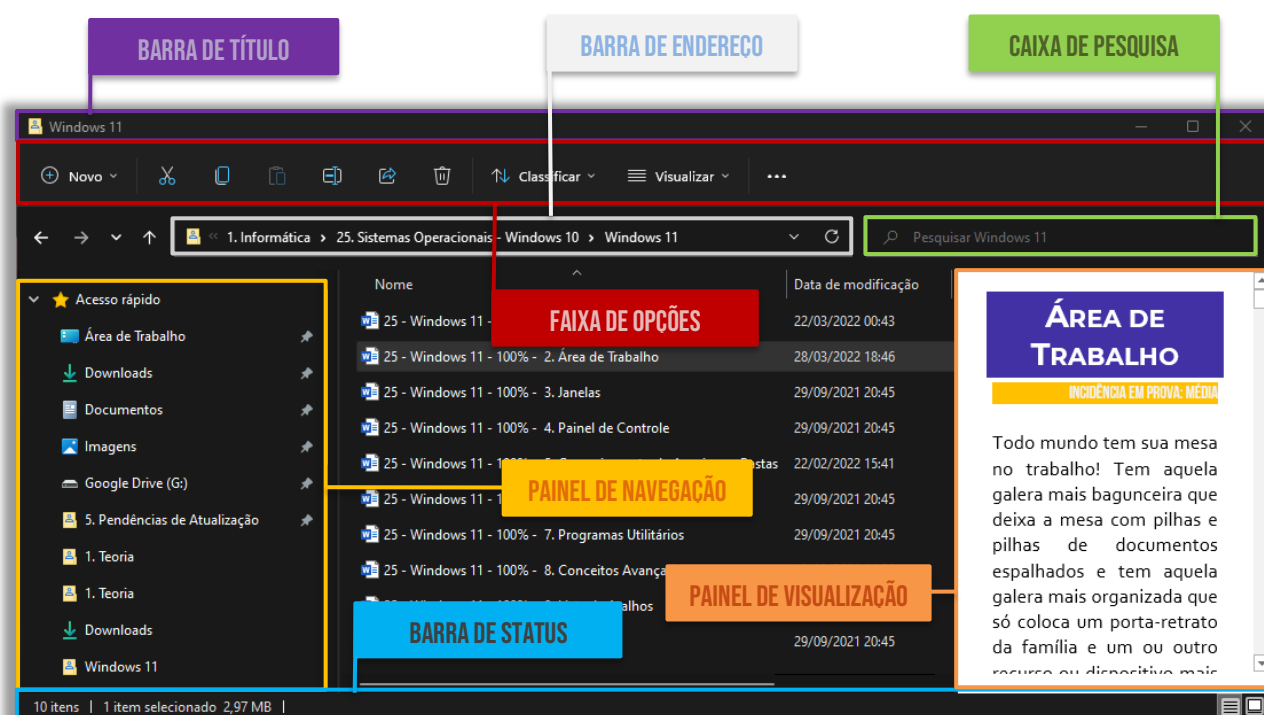 BARRA DE TÍTULO
BARRA DE ENDEREÇO
CAIXA DE PESQUISA
Windows 11
Novo
Classificar
Visualizar
1. Informática › 25. Sistemas Operacionais - Windows 10 › Windows 11
Pesquisar Windows 11
Acesso rápido
Área de Trabalho
Downloads
Documentos
Imagens
Google Drive (G:)
5. Pendências de Atualização
1. Teoria
1. Teoria
Downloads
Windows 11
Nome
Data de modificação
25 - Windows 11 -
22/03/2022 00:43
FAIXA DE OPÇÕES
25 - Windows 11 - 100% - 2. Área de Trabalho
28/03/2022 18:46
25 - Windows 11 - 100% - 3. Janelas
29/09/2021 20:45
25 - Windows 11 - 100% - 4. Painel de Controle
29/09/2021 20:45
25 - Windows 11 -
22/02/2022 15:41
PAINEL DE NAVEGAÇÃO
25 - Windows 11 -
29/09/2021 20:45
25 - Windows 11 - 100% - 7. Programas Utilitários
29/09/2021 20:45
25 - Windows 11 - 100% - 8. Conceitos
PAINEL DE VISUALIZAÇÃO
BARRA DE STATUS
29/09/2021 20:45
ÁREA DE
TRABALHO
INCIDÊNCIA EM PROVA: MÉDIA
Todo mundo tem sua mesa
no trabalho! Tem aquela
galera mais bagunceira que
deixa a mesa com pilhas e
pilhas de documentos
espalhados e tem aquela
galera mais organizada que
só coloca um porta-retrato
da família e um ou outro
recurso ou dispositivo mais
10 itens | 1 item selecionado 2,97 MB |